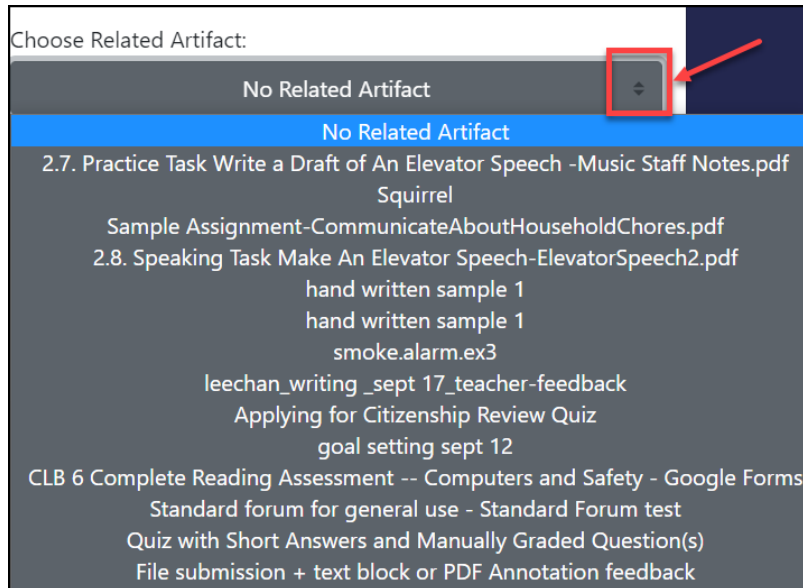 Choose Related Artifact:
No Related Artifact
No Related Artifact
2.7. Practice Task Write a Draft of An Elevator Speech -Music Staff Notes.pdf
Squirrel
Sample Assignment-CommunicateAboutHouseholdChores.pdf
2.8. Speaking Task Make An Elevator Speech-ElevatorSpeech2.pdf
hand written sample 1
hand written sample 1
smoke.alarm.ex3
leechan_writing _sept 17_teacher-feedback
Applying for Citizenship Review Quiz
goal setting sept 12
CLB 6 Complete Reading Assessment -- Computers and Safety - Google Forms
Standard forum for general use - Standard Forum test
Quiz with Short Answers and Manually Graded Question(s)
File submission + text block or PDF Annotation feedback